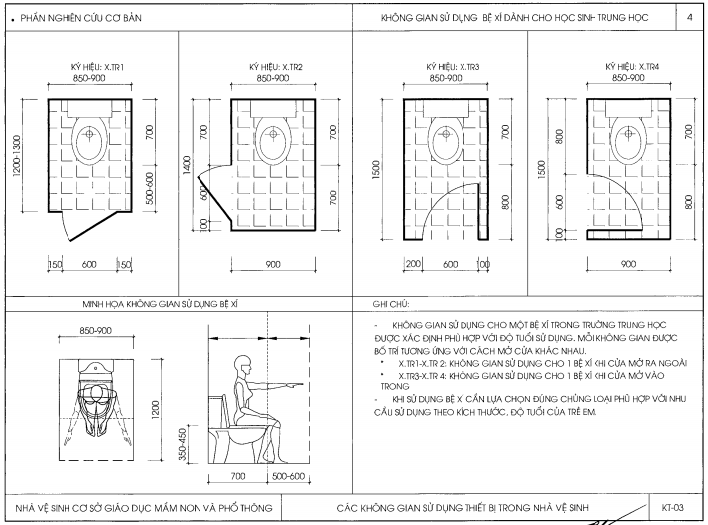 • PHẦN NGHIÊN CỨU CƠ BẢN
KHÔNG GIAN SỬ DỤNG BỆ XÍ DÀNH CHO HỌC SINH TRUNG HỌC
4
KÝ HIỆU: X.TR1
850-900
1200-1300
700
500-600
150
600
150
KÝ HIỆU: X.TR2
850-900
1400
700
600
100
700
700
900
KÝ HIỆU: X.TR3
850-900
1500
700
800
200
600
100
KÝ HIỆU: X.TR4
850-900
1500
800
600
100
700
800
900
MINH HỌA KHÔNG GIAN SỬ DỤNG BỆ XÍ
850-900
1200
350-450
700
500-600
GHI CHÚ:
- KHÔNG GIAN SỬ DỤNG CHO MỘT BỆ XÍ TRONG TRƯỜNG TRUNG HỌC
ĐƯỢC XÁC ĐỊNH PHÙ HỢP VỚI ĐỘ TUỔI SỬ DỤNG. MỖI KHÔNG GIAN ĐƯỢC
BỐ TRÍ TƯƠNG ỨNG VỚI CÁCH MỞ CỬA KHÁC NHAU.
* X.TR1-X.TR 2: KHÔNG GIAN SỬ DỤNG CHO 1 BỆ XÍ KHI CỬA MỞ RA NGOÀI
* X.TR3-X.TR 4: KHÔNG GIAN SỬ DỤNG CHO 1 BỆ XÍ KHI CỬA MỞ VÀO
TRONG
- KHI SỬ DỤNG BỆ X CẦN LỰA CHỌN ĐÚNG CHỦNG LOẠI PHÙ HỢP VỚI NHU
CẦU SỬ DỤNG THEO KÍCH THƯỚC, ĐỘ TUỔI CỦA TRẺ EM.
NHÀ VỆ SINH CƠ SỞ GIÁO DỤC MẦM NON VÀ PHỔ THÔNG
CÁC KHÔNG GIAN SỬ DỤNG THIẾT BỊ TRONG NHÀ VỆ SINH
KT-03